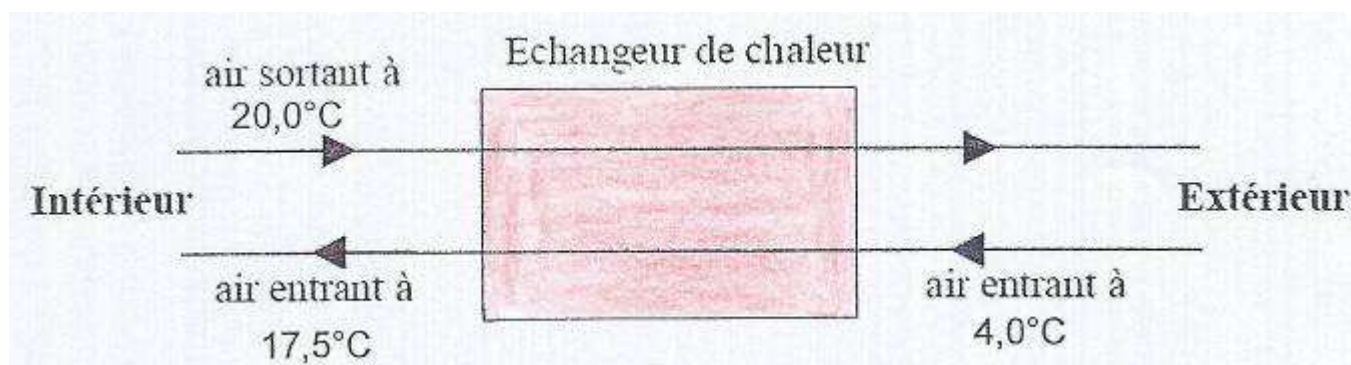 Echangeur de chaleur
air sortant à
20,0°C
Intérieur
Extérieur
air entrant à
17,5°C
air entrant à
4,0°C